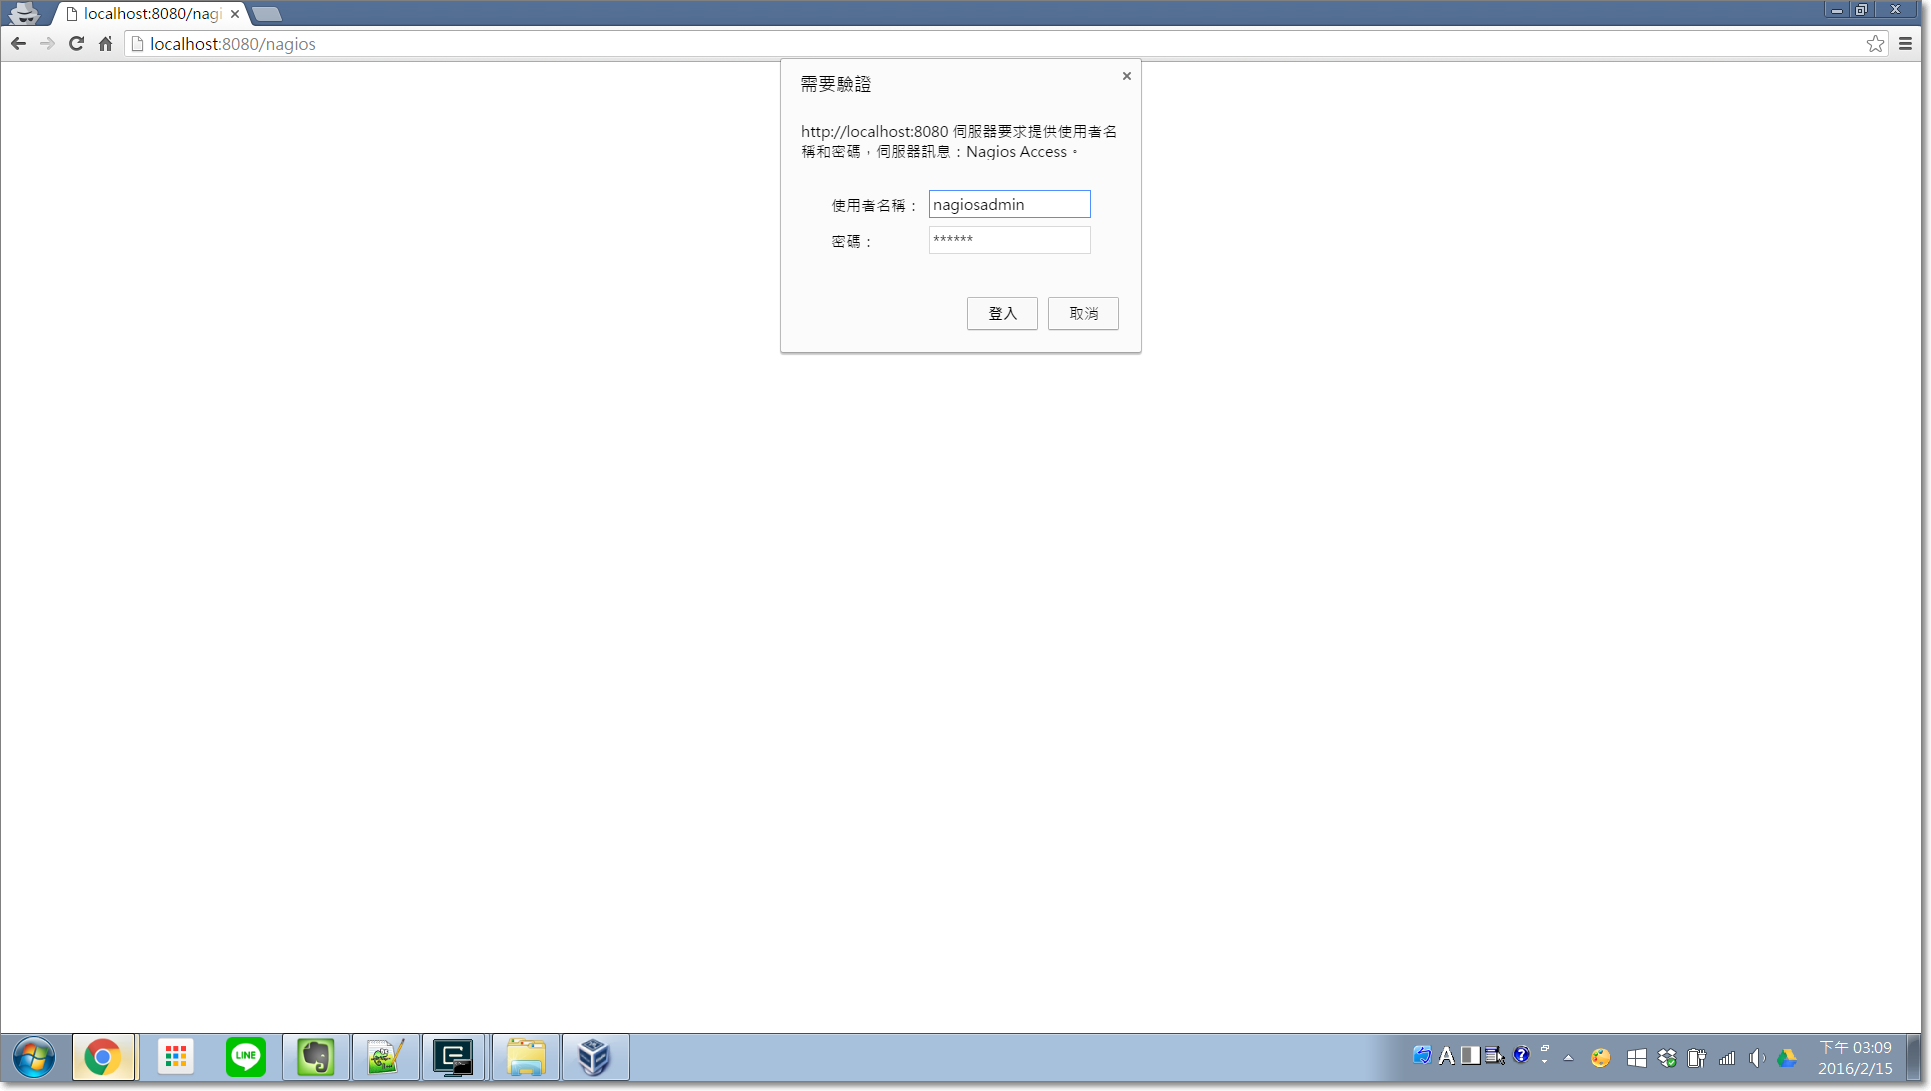 localhost:8080/nagi
localhost:8080/nagios
需要驗證
http://localhost:8080 伺服器要求提供使用者名
稱和密碼，伺服器訊息：Nagios Access。
使用者名稱：
nagiosadmin
密碼：
******
登入
取消
LINE
A
下午 03:09
2016/2/15